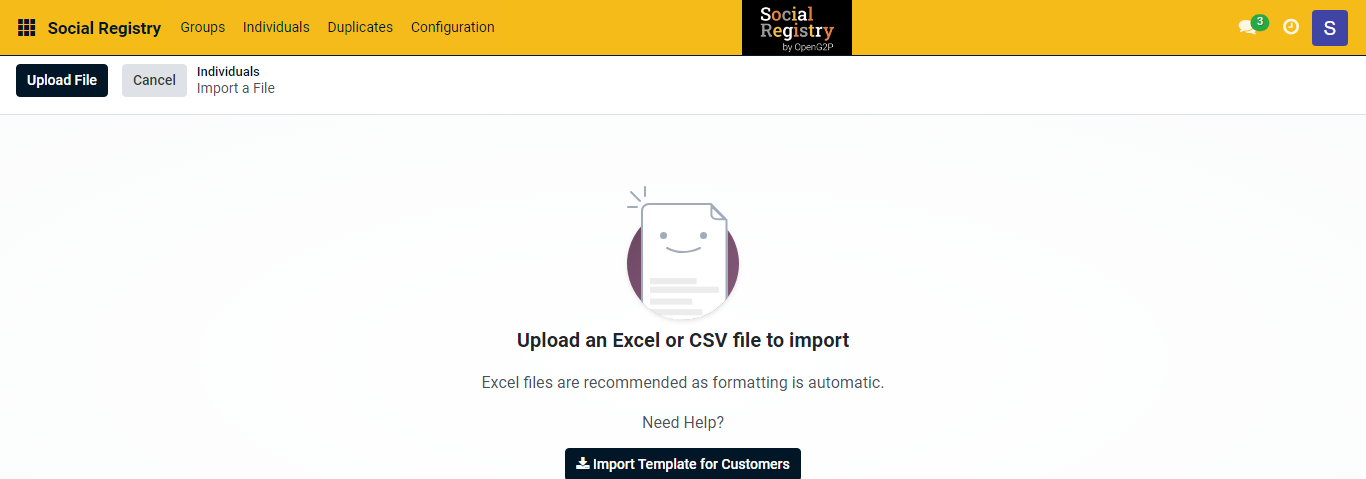 Social Registry Groups Individuals Duplicates Configuration
Social
Registry
by OpenG2P
3
S
Upload File
Cancel
Individuals
Import a File
Upload an Excel or CSV file to import
Excel files are recommended as formatting is automatic.
Need Help?
Import Template for Customers